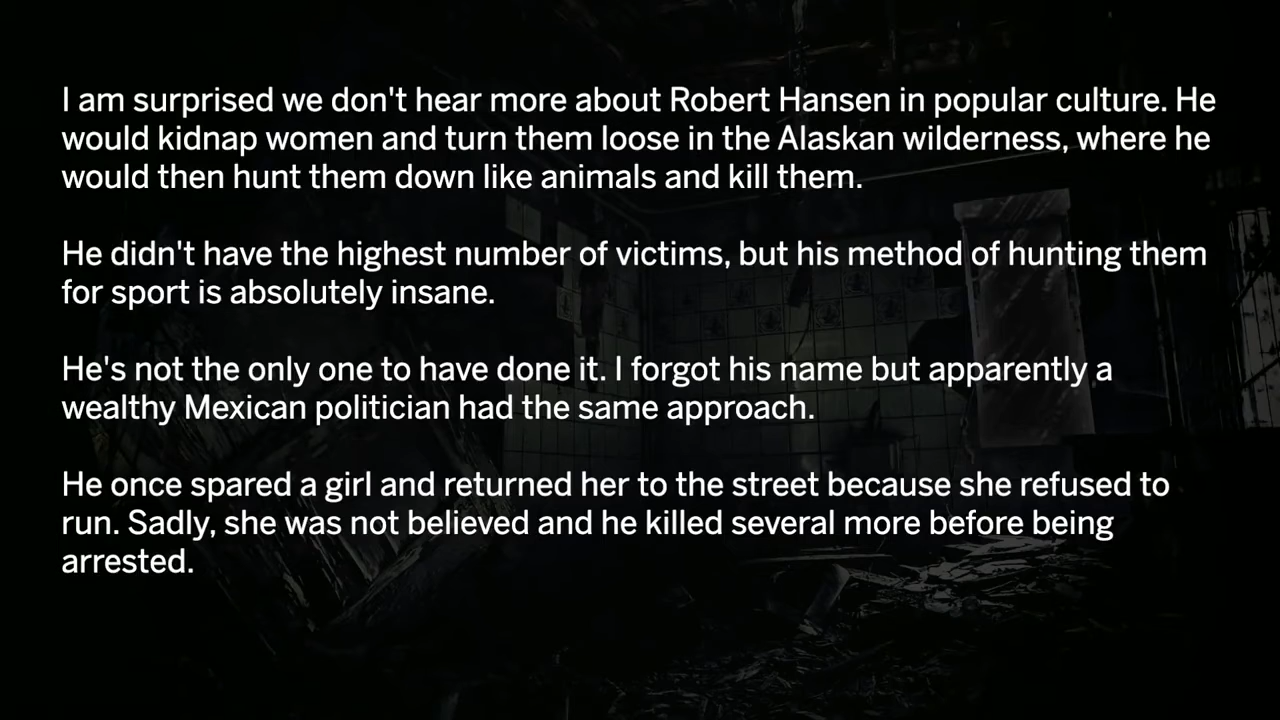 I am surprised we don't hear more about Robert Hansen in popular culture. He
would kidnap women and turn them loose in the Alaskan wilderness, where he
would then hunt them down like animals and kill them.
He didn't have the highest number of victims, but his method of hunting them
for sport is absolutely insane.
He's not the only one to have done it. I forgot his name but apparently a
wealthy Mexican politician had the same approach.
He once spared a girl and returned her to the street because she refused to
run. Sadly, she was not believed and he killed several more before being
arrested.